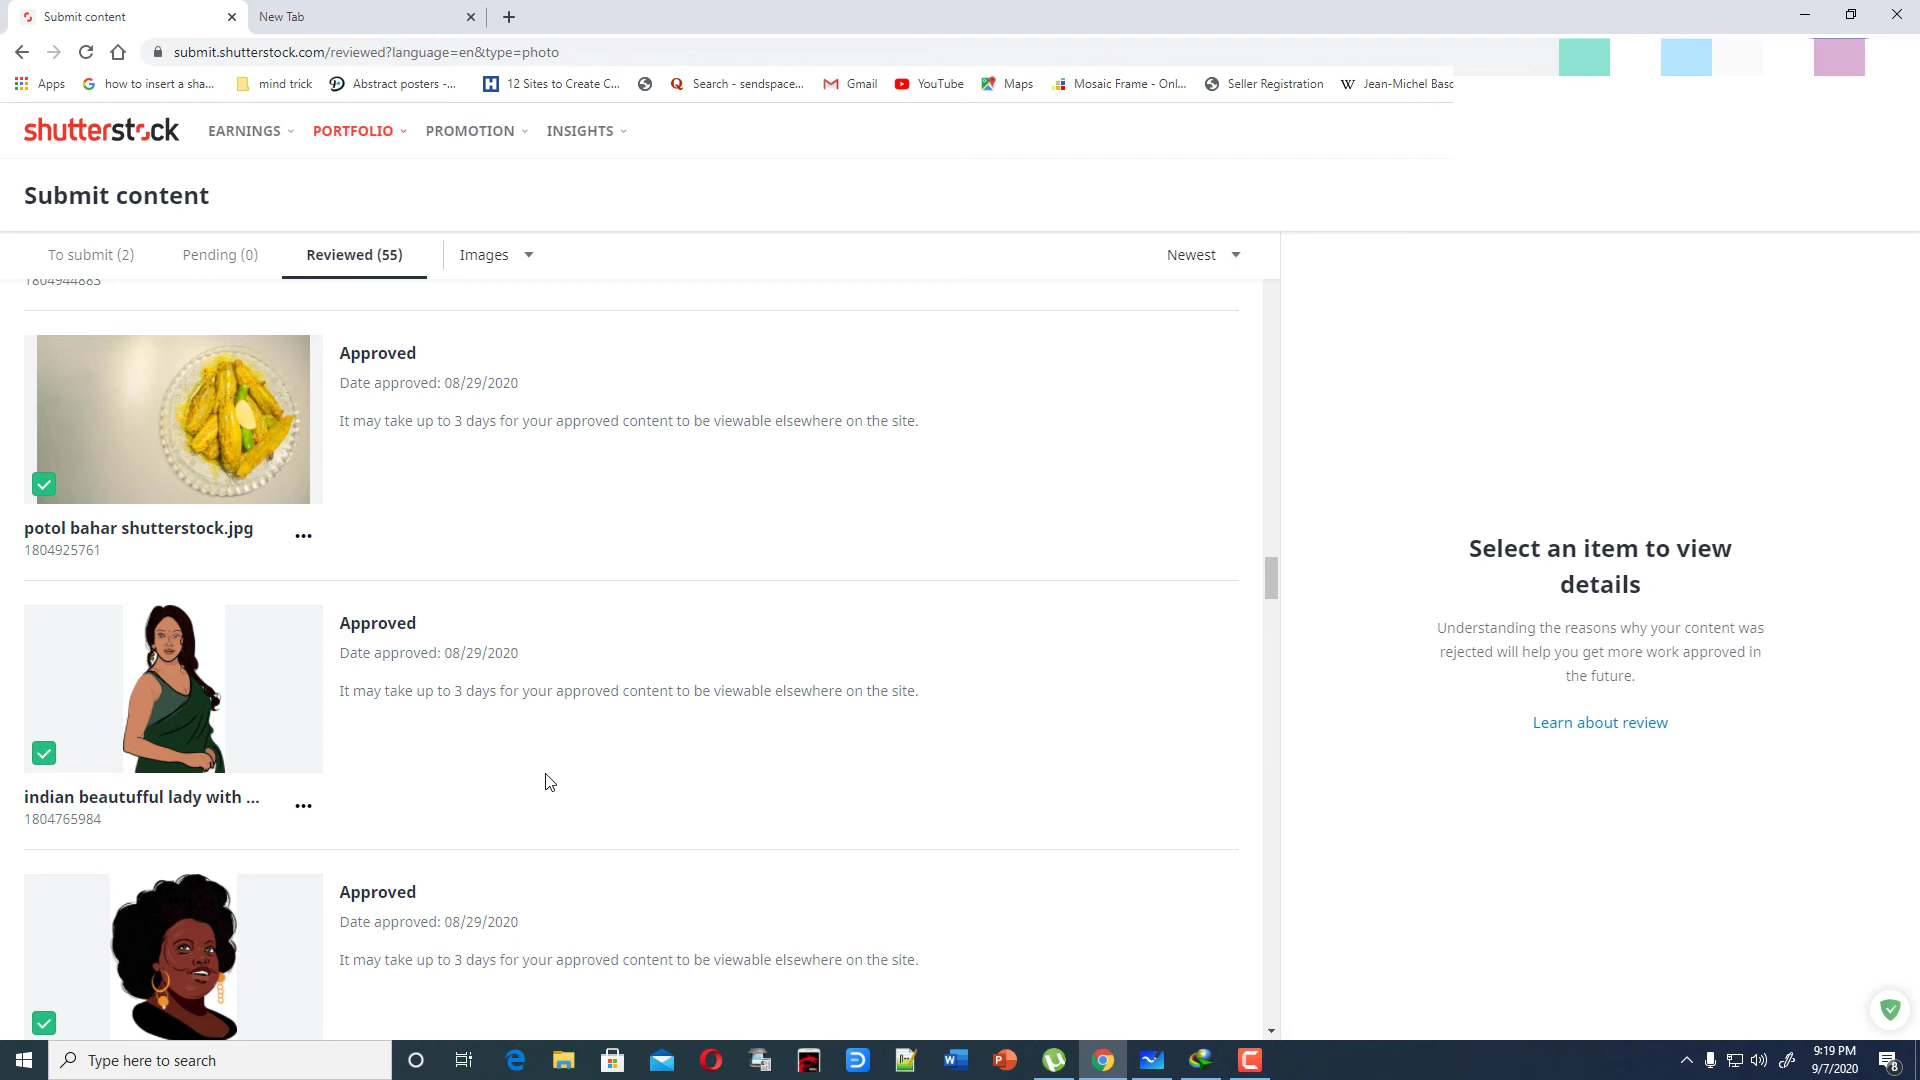 Submit content
New Tab
submit.shutterstock.com/reviewed?language=en&type=photo
Apps
how to insert a sha...
mind trick
Abstract posters -...
12 Sites to Create C...
Search - sendspace...
Gmail
YouTube
Maps
Mosaic Frame - Onl...
Seller Registration
Jean-Michel Basc
shutterstock
EARNINGS
PORTFOLIO
PROMOTION
INSIGHTS
Submit content
To submit (2)
Pending (0)
Reviewed (55)
Images
Newest
1804944883
Approved
Date approved: 08/29/2020
It may take up to 3 days for your approved content to be viewable elsewhere on the site.
potol bahar shutterstock.jpg
1804925761
Approved
Date approved: 08/29/2020
It may take up to 3 days for your approved content to be viewable elsewhere on the site.
indian beautufful lady with ...
1804765984
Approved
Date approved: 08/29/2020
It may take up to 3 days for your approved content to be viewable elsewhere on the site.
Select an item to view
details
Understanding the reasons why your content was
rejected will help you get more work approved in
the future.
Learn about review
Type here to search
9:19 PM
9/7/2020
8